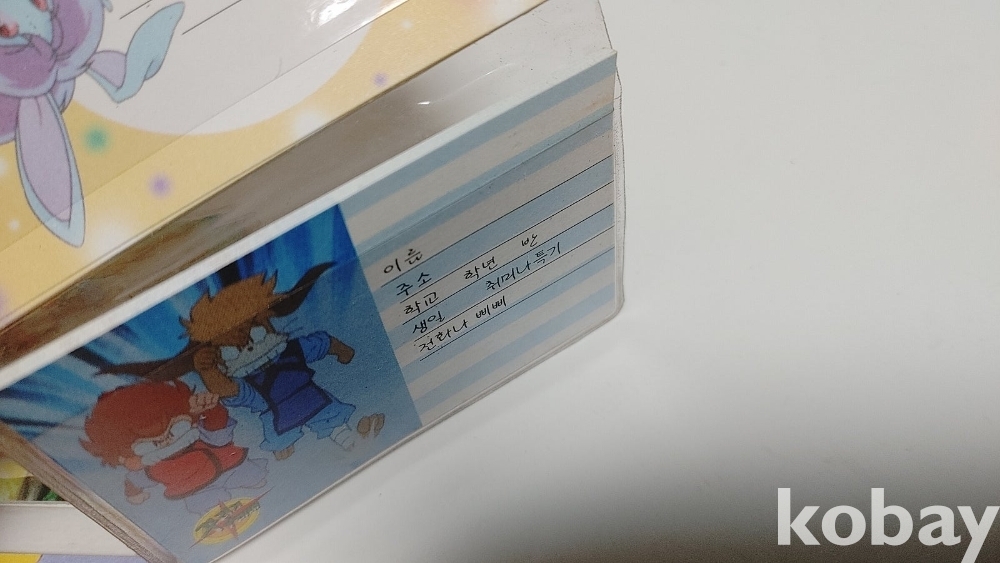 이름
주소
학교 학년 반
생일 취미나 특기
전화나 삐삐
kobay